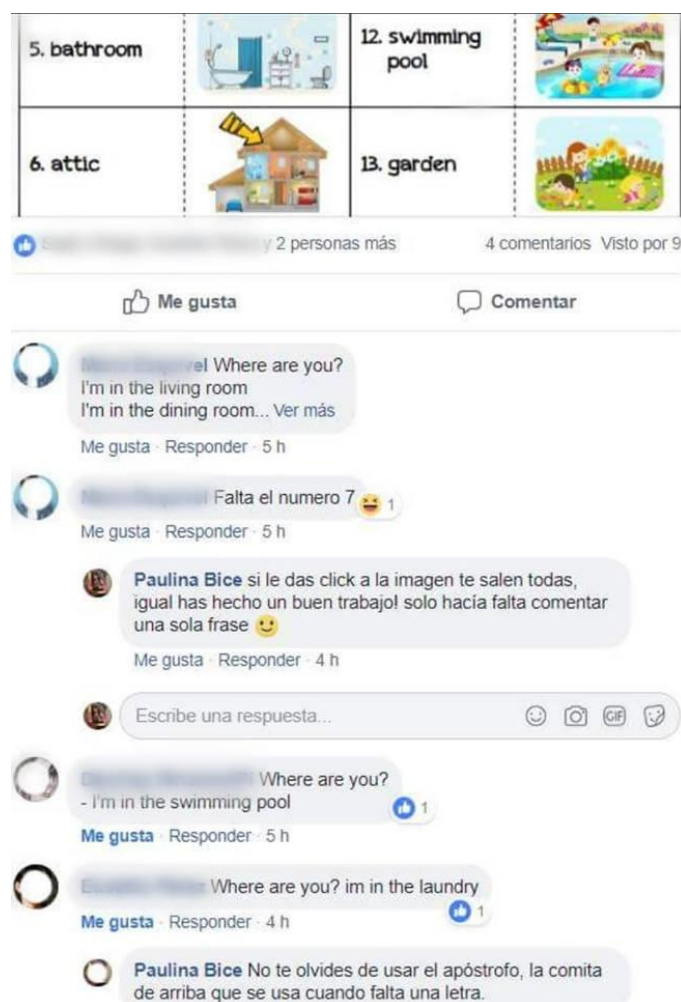 5. bathroom
12. swimming
pool
6. attic
13. garden
y 2 personas más
4 comentarios Visto por 9
Me gusta
Comentar
Where are you?
I'm in the living room
I'm in the dining room... Ver más
Me gusta · Responder · 5 h
Falta el numero 7
1
Me gusta · Responder · 5 h
Paulina Bice si le das click a la imagen te salen todas,
igual has hecho un buen trabajo! solo hacía falta comentar
una sola frase
Me gusta · Responder · 4 h
Escribe una respuesta...
GIF
Where are you?
- I'm in the swimming pool
1
Me gusta · Responder · 5 h
Where are you? im in the laundry
1
Me gusta · Responder · 4 h
Paulina Bice No te olvides de usar el apóstrofo, la comita
de arriba que se usa cuando falta una letra.